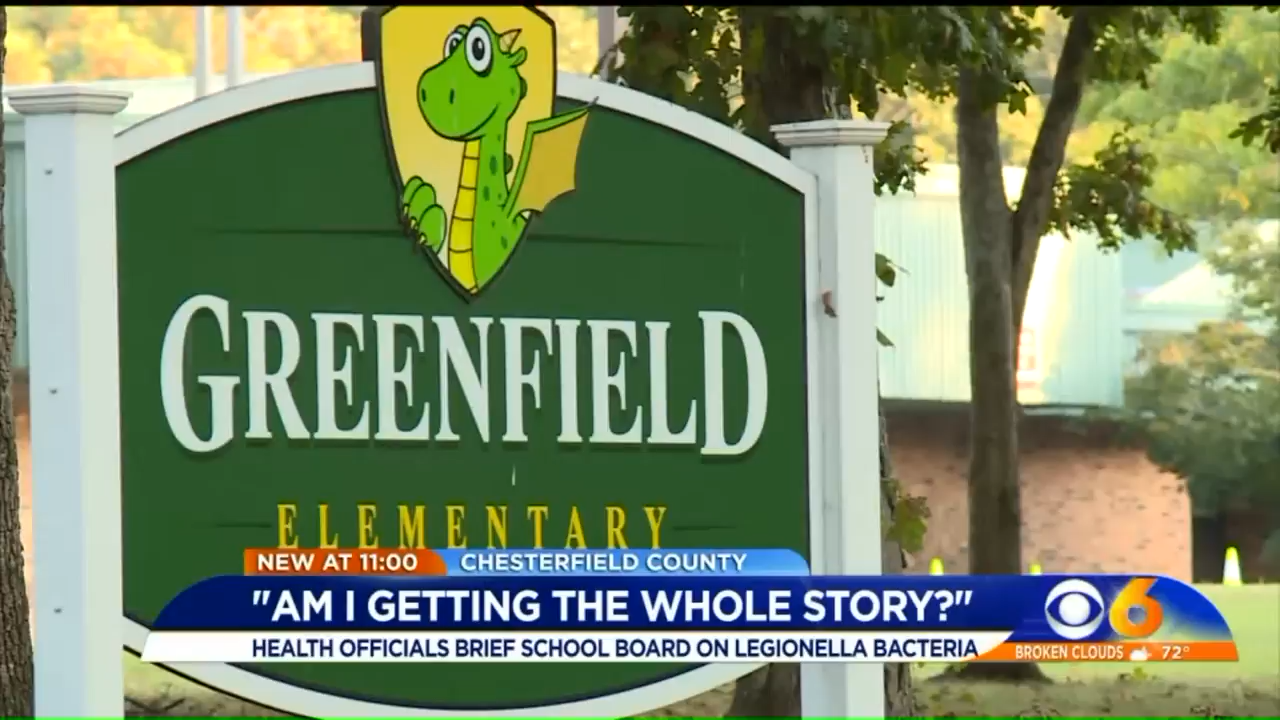 GREENFIELD
ELEMENTARY
NEW AT 11:00 CHESTERFIELD COUNTY
"AM I GETTING THE WHOLE STORY?"
HEALTH OFFICIALS BRIEF SCHOOL BOARD ON LEGIONELLA BACTERIA
6
BROKEN CLOUDS 72°